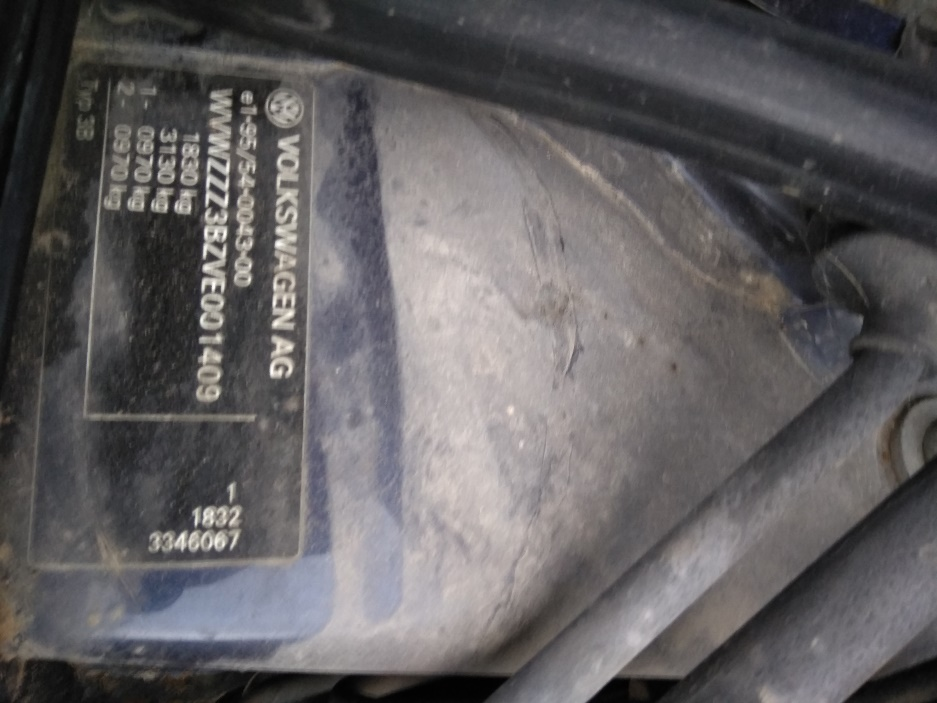 VOLKSWAGEN AG
e1-95/54-0043-00
WVWZZZ3BZVE001409
1830 kg
3130 kg
1- 0970 kg
2- 0970 kg
Typ 3B
1
1832
3346067